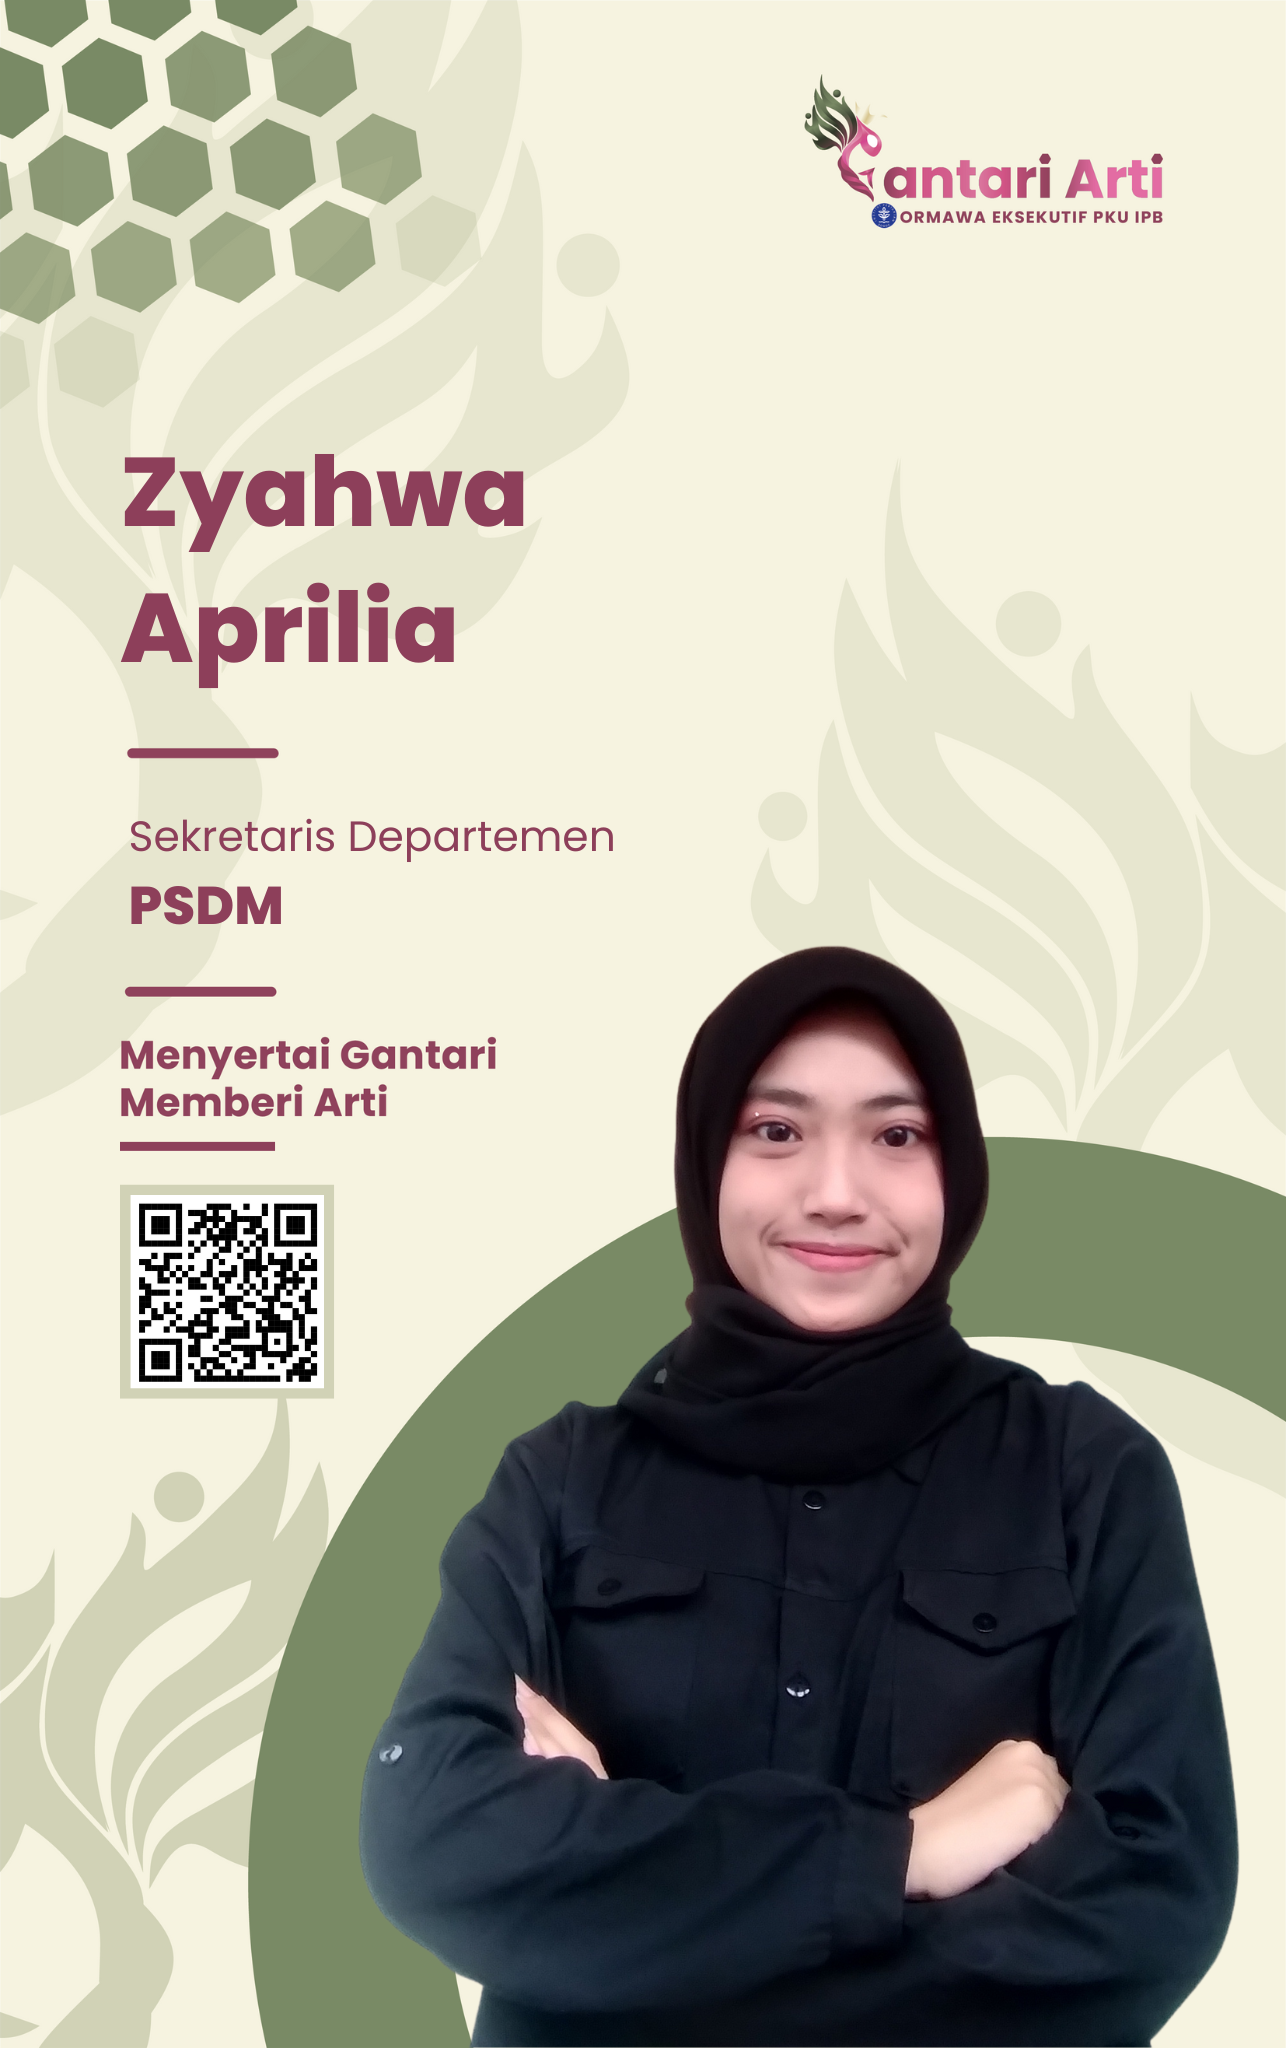 Gantari Arti
ORMAWA EKSEKUTIF PKU IPB
Zyahwa
Aprilia
Sekretaris Departemen
PSDM
Menyertai Gantari
Memberi Arti